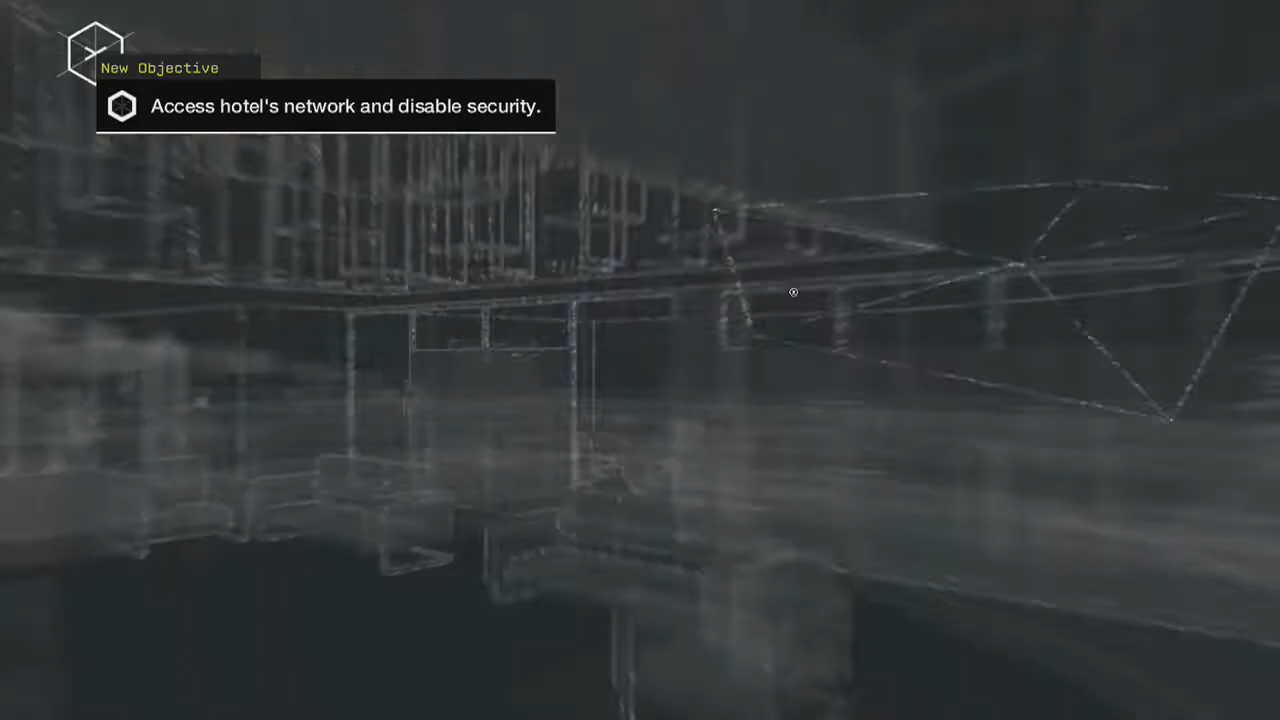 New Objective
Access hotel's network and disable security.